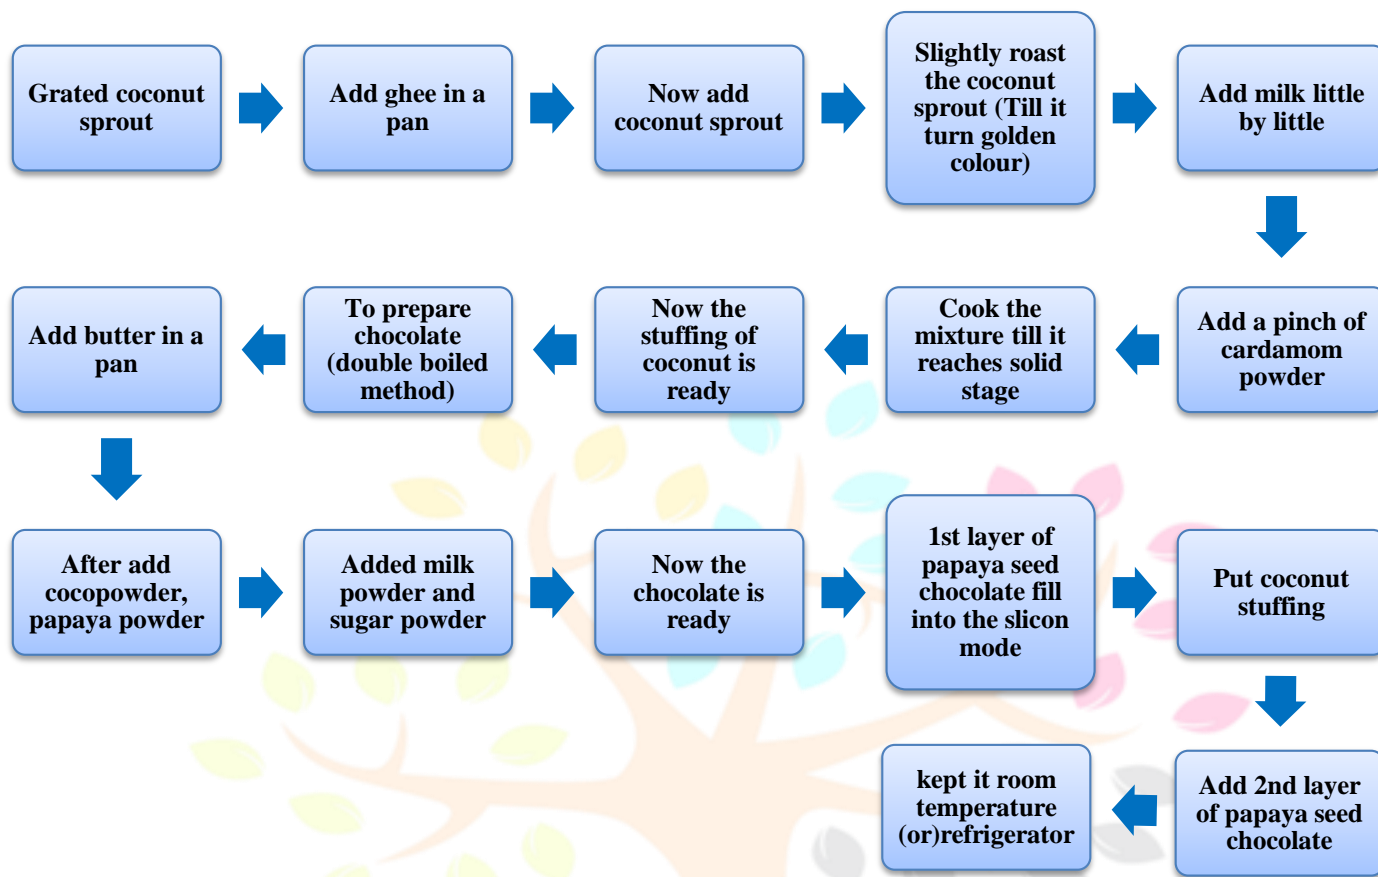 Grated coconut
sprout
Add ghee in a
pan
Now add
coconut sprout
Slightly roast
the coconut
sprout (Till it
turn golden
colour)
Add milk little
by little
Add a pinch of
cardamom
powder
Cook the
mixture till it
reaches solid
stage
Now the
stuffing of
coconut is
ready
To prepare
chocolate
(double boiled
method)
Add butter in a
pan
After add
cocopowder,
papaya powder
Added milk
powder and
sugar powder
Now the
chocolate is
ready
1st layer of
papaya seed
chocolate fill
into the slicon
mode
Put coconut
stuffing
Add 2nd layer
of papaya seed
chocolate
kept it room
temperature
(or)refrigerator